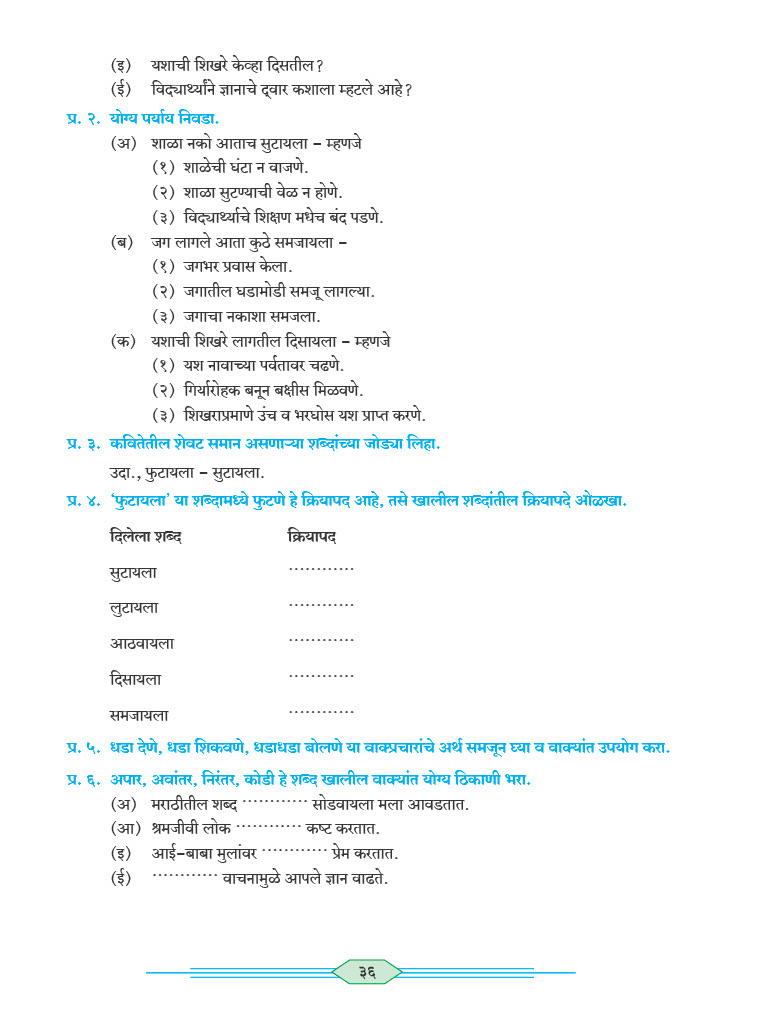 (इ) यशाची शिखरे केव्हा दिसतील?
(ई) विद्यार्थ्यांने ज्ञानाचे द्‌वार कशाला म्हटले आहे?
प्र. २. योग्य पर्याय निवडा.
(अ) शाळा नको आताच सुटायला – म्हणजे
(१) शाळेची घंटा न वाजणे.
(२) शाळा सुटण्याची वेळ न होणे.
(३) विद्यार्थ्याचे शिक्षण मधेच बंद पडणे.
(ब) जग लागले आता कुठे समजायला –
(१) जगभर प्रवास केला.
(२) जगातील घडामोडी समजू लागल्या.
(३) जगाचा नकाशा समजला.
(क) यशाची शिखरे लागतील दिसायला – म्हणजे
(१) यश नावाच्या पर्वतावर चढणे.
(२) गिर्यारोहक बनून बक्षीस मिळवणे.
(३) शिखराप्रमाणे उंच व भरघोस यश प्राप्त करणे.
प्र. ३. कवितेतील शेवट समान असणाऱ्या शब्दांच्या जोड्या लिहा.
उदा., फुटायला – सुटायला.
प्र. ४. ‘फुटायला’ या शब्दामध्ये फुटणे हे क्रियापद आहे, तसे खालील शब्दांतील क्रियापदे ओळखा.
दिलेला शब्द क्रियापद
सुटायला ............
लुटायला ............
आठवायला ............
दिसायला ............
समजायला ............
प्र. ५. धडा देणे, धडा शिकवणे, धडाधडा बोलणे या वाक्प्रचारांचे अर्थ समजून घ्या व वाक्यांत उपयोग करा.
प्र. ६. अपार, अवांतर, निरंतर, कोडी हे शब्द खालील वाक्यांत योग्य ठिकाणी भरा.
(अ) मराठीतील शब्द ............ सोडवायला मला आवडतात.
(आ) श्रमजीवी लोक ............ कष्ट करतात.
(इ) आई-बाबा मुलांवर ............ प्रेम करतात.
(ई) ............ वाचनामुळे आपले ज्ञान वाढते.
३६